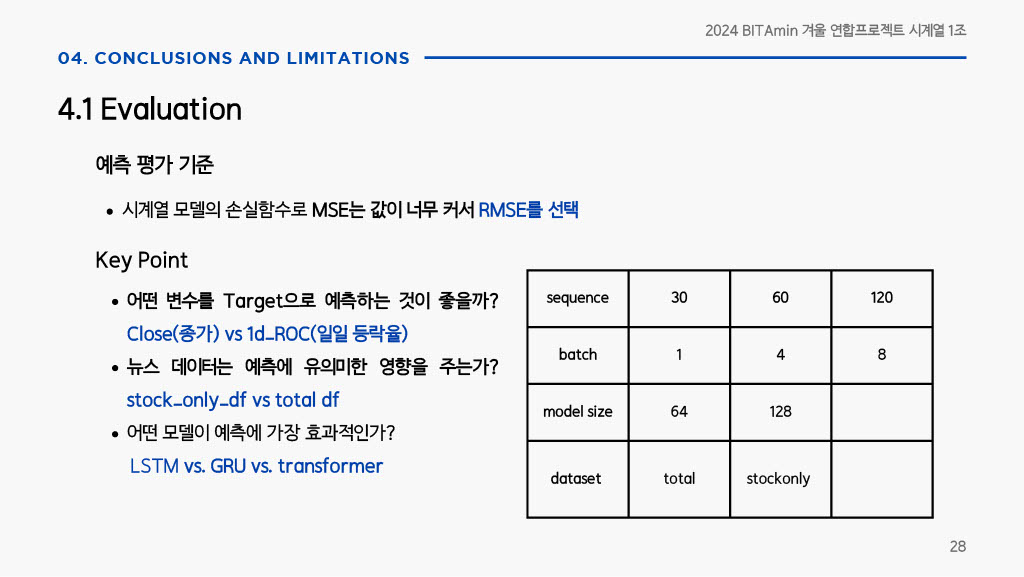 2024 BITAmin 겨울 연합프로젝트 시계열 1조
04. CONCLUSIONS AND LIMITATIONS
4.1 Evaluation
예측 평가 기준
• 시계열 모델의 손실함수로 MSE는 값이 너무 커서 RMSE를 선택
Key Point
• 어떤 변수를 Target으로 예측하는 것이 좋을까?
Close(종가) vs 1d_ROC(일일 등락율)
• 뉴스 데이터는 예측에 유의미한 영향을 주는가?
stock_only_df vs total df
• 어떤 모델이 예측에 가장 효과적인가?
LSTM vs. GRU vs. transformer
sequence 30 60 120
batch 1 4 8
model size 64 128
dataset total stockonly
28